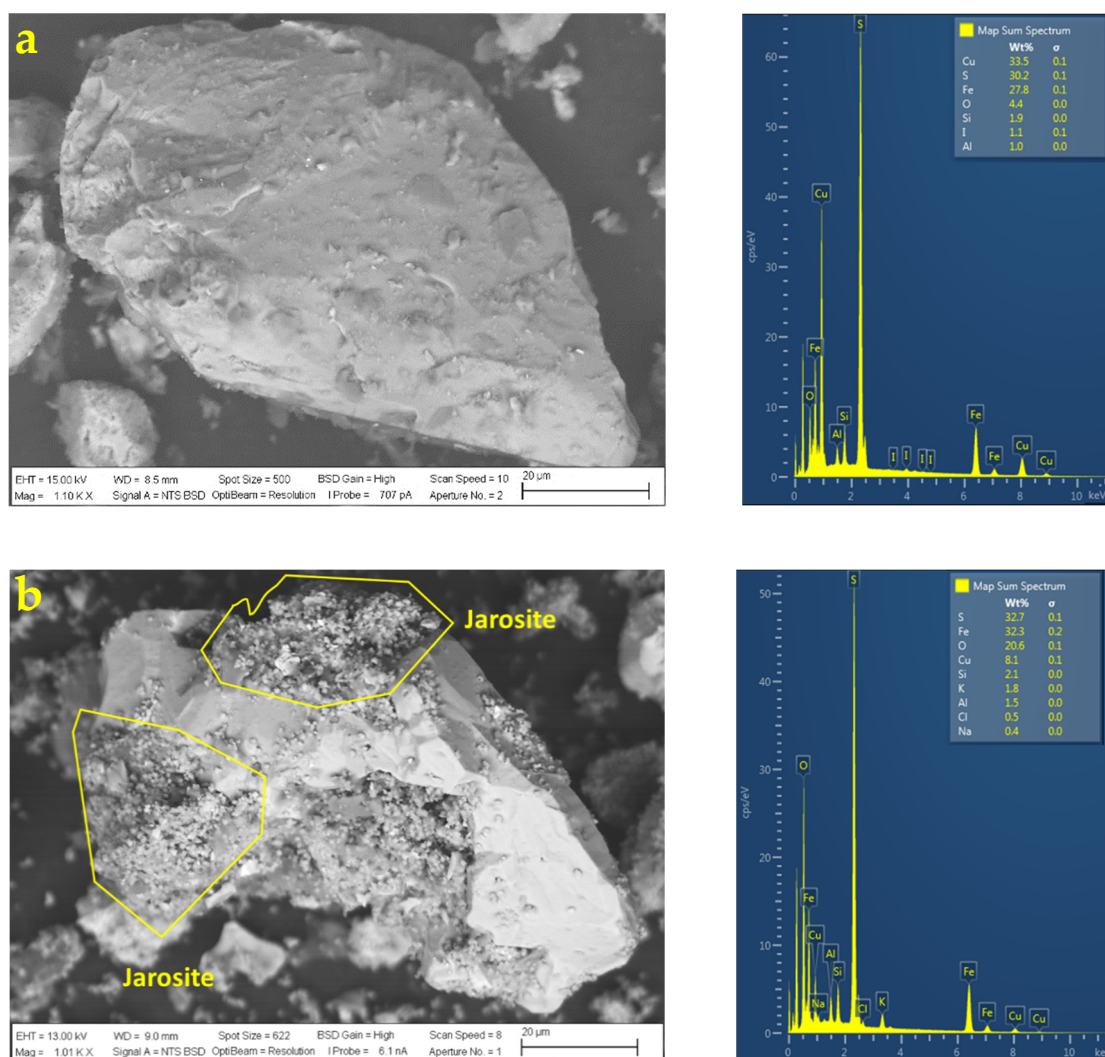 a
EHT = 15.00 kV WD = 8.5 mm Spot Size = 500 BSD Gain = High Scan Speed = 10 20 µm
Mag = 1.10 K X Signal A = NTS BSD OptiBeam = Resolution I Probe = 707 pA Aperture No. = 2
Map Sum Spectrum
Wt% σ
Cu 33.5 0.1
S 30.2 0.1
Fe 27.8 0.1
O 4.4 0.0
Si 1.9 0.0
I 1.1 0.1
Al 1.0 0.0
S
60
50
40
Cu
cps/eV
30
20
Fe
O
10
Si
Al
Fe
I I I I
Fe
Cu
Cu
0
0 2 4 6 8 10 keV
b
Jarosite
Jarosite
EHT = 13.00 kV WD = 9.0 mm Spot Size = 622 BSD Gain = High Scan Speed = 8 20 µm
Mag = 1.01 K X Signal A = NTS BSD OptiBeam = Resolution I Probe = 6.1 nA Aperture No. = 1
Map Sum Spectrum
Wt% σ
S 32.7 0.1
Fe 32.3 0.2
O 20.6 0.1
Cu 8.1 0.1
Si 2.1 0.0
K 1.8 0.0
Al 1.5 0.0
Cl 0.5 0.0
Na 0.4 0.0
S
50
40
30
O
cps/eV
20
Fe
Cu
10
Al
Si
Na
Cl
K
Fe
Fe
Cu
Cu
0
0 2 4 6 8 10 ke